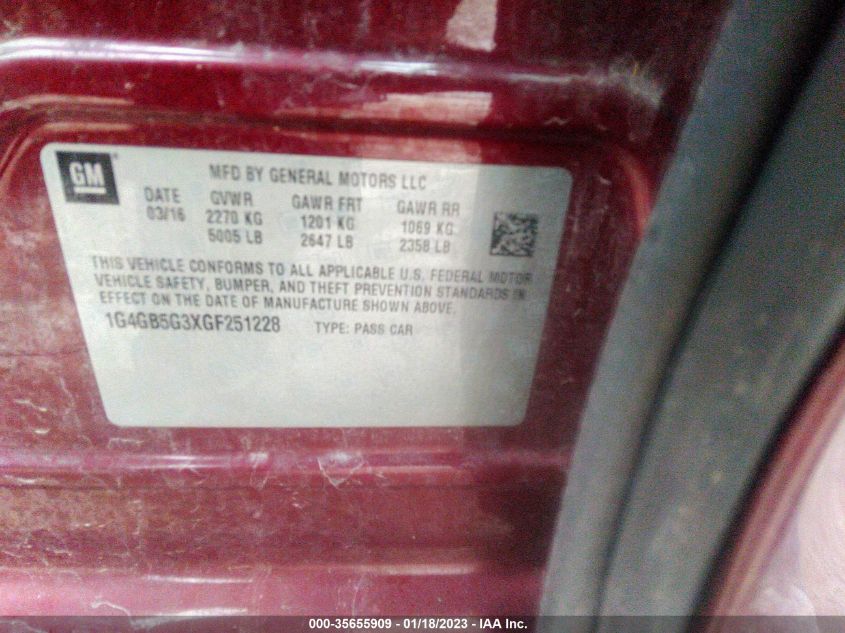 GM
MFD BY GENERAL MOTORS LLC
DATE GVWR GAWR FRT GAWR RR
03/16 2270 KG 1201 KG 1069 KG
5005 LB 2647 LB 2358 LB
THIS VEHICLE CONFORMS TO ALL APPLICABLE U.S. FEDERAL MOTOR
VEHICLE SAFETY, BUMPER, AND THEFT PREVENTION STANDARDS IN
EFFECT ON THE DATE OF MANUFACTURE SHOWN ABOVE.
1G4GB5G3XGF251228 TYPE: PASS CAR
000-35655909 - 01/18/2023 - IAA Inc.